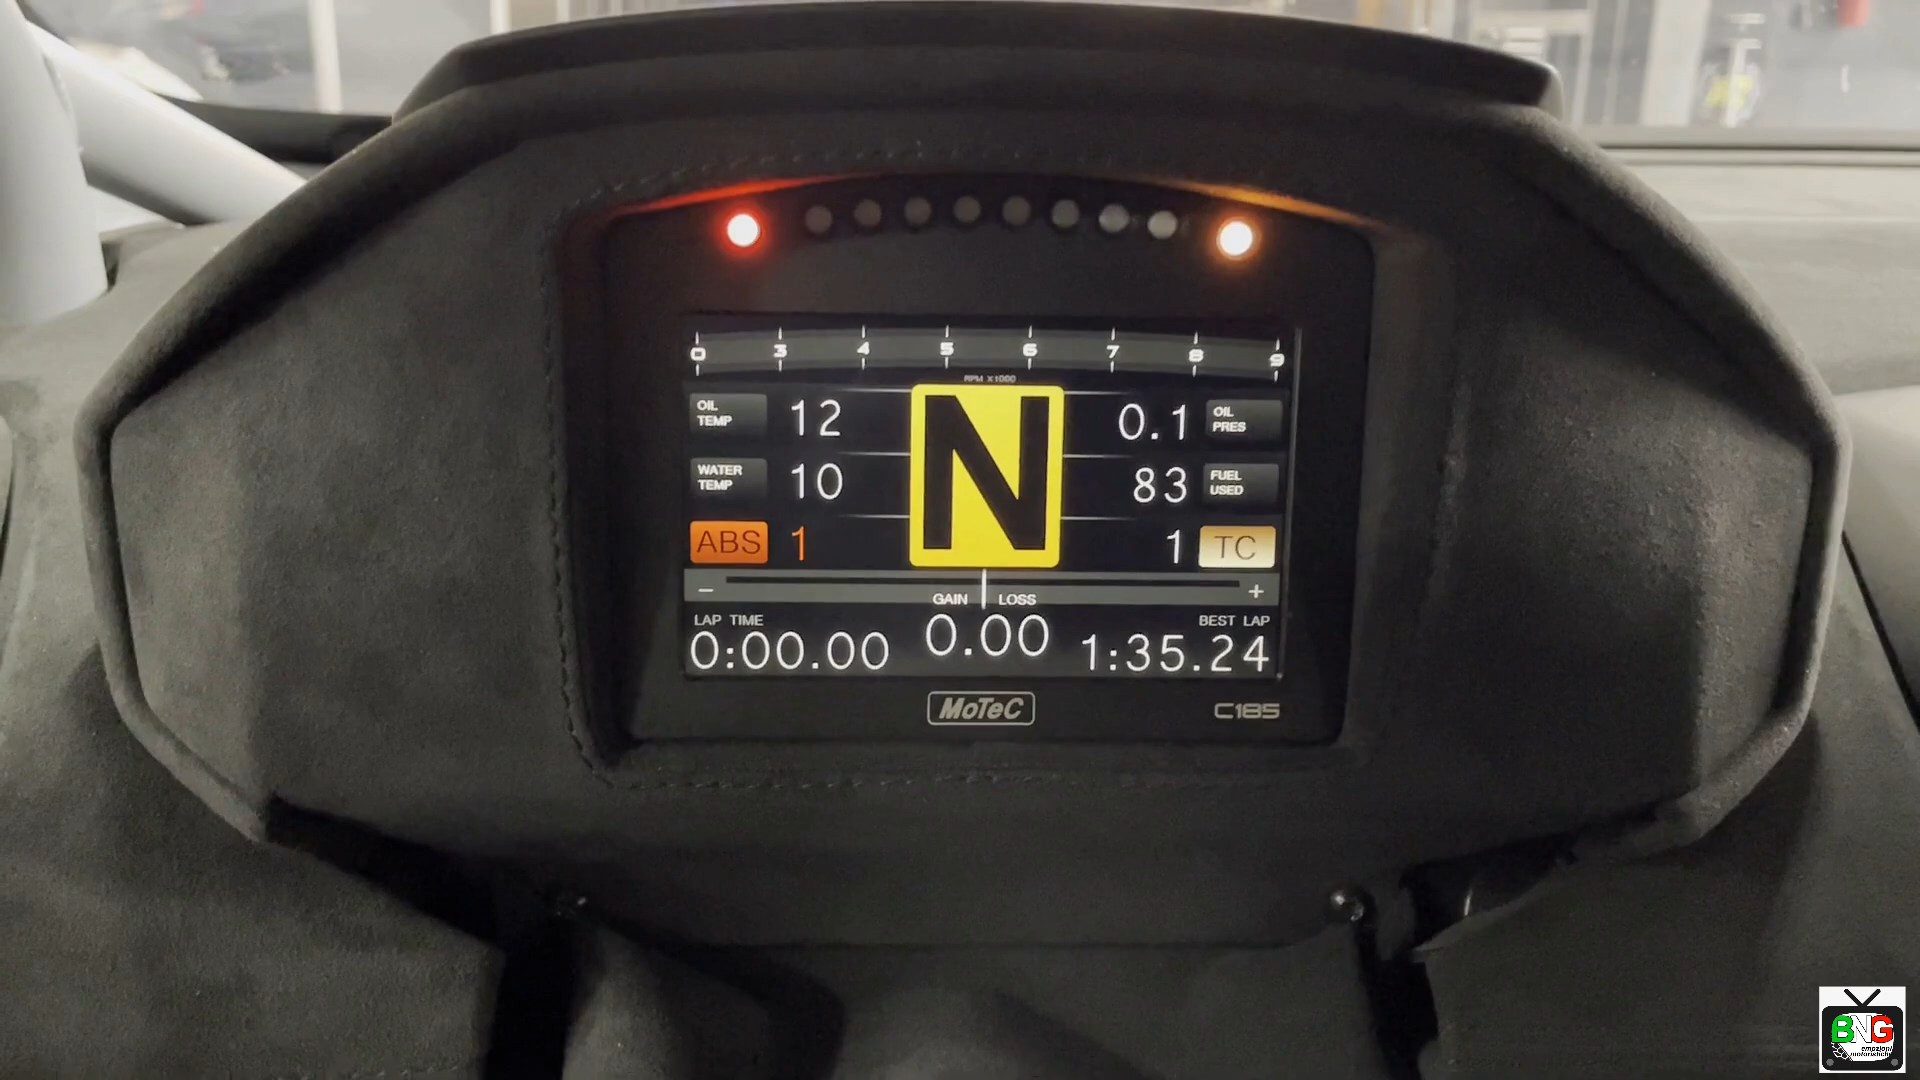 0 3 4 5 6 7 8 9
RPM X1000
OIL TEMP 12
N
0.1 OIL PRES
WATER TEMP 10
83 FUEL USED
ABS 1
1 TC
− +
GAIN LOSS
LAP TIME
0:00.00
0.00
BEST LAP
1:35.24
MoTeC
C185
BNG
emozioni
motoristiche